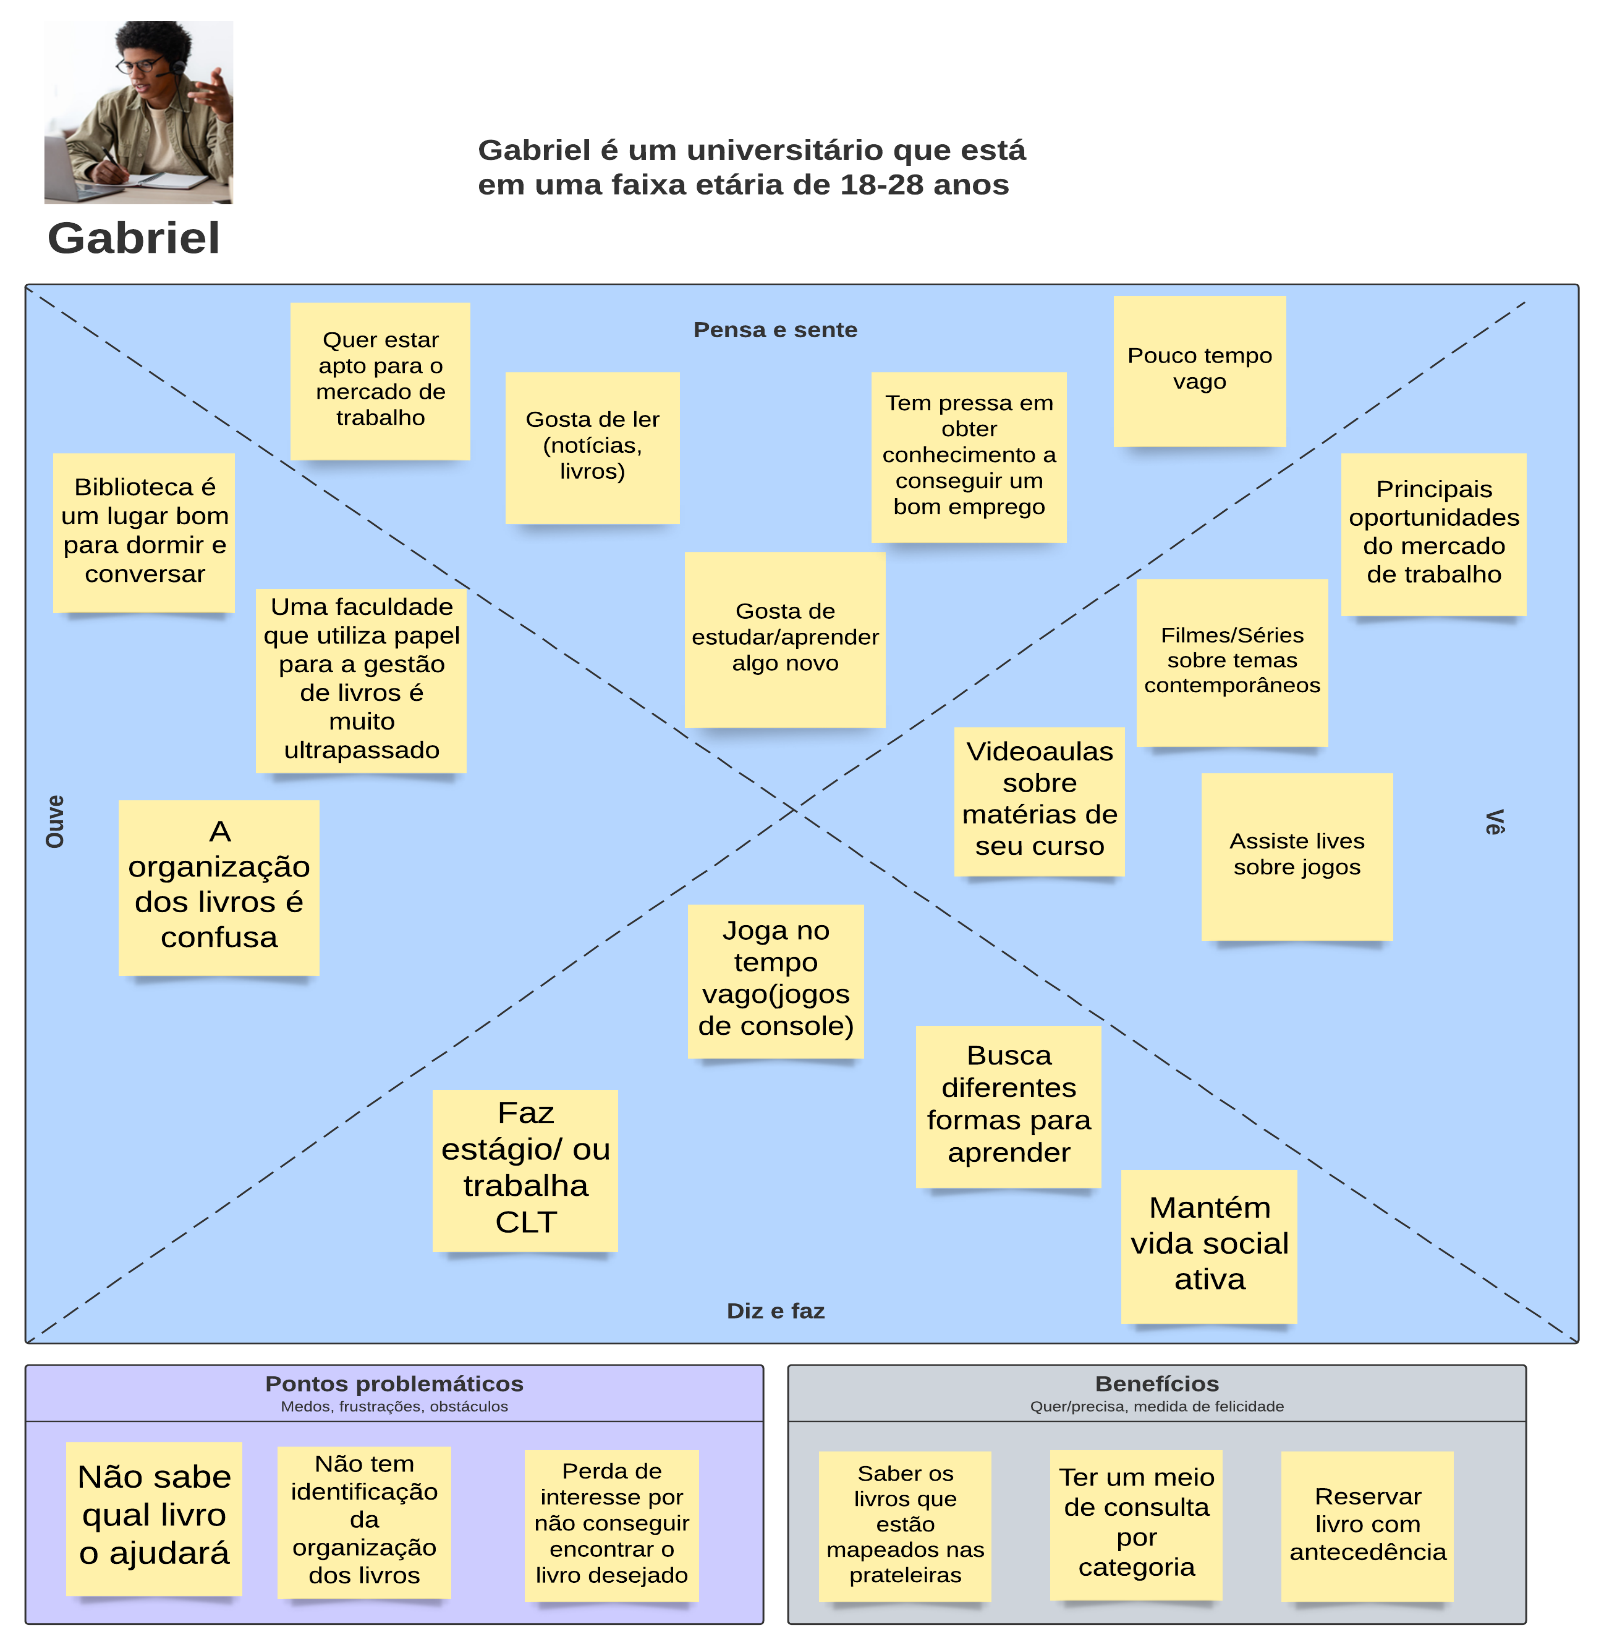 Gabriel é um universitário que está
em uma faixa etária de 18-28 anos
Gabriel
Pensa e sente
Quer estar
apto para o
mercado de
trabalho
Gosta de ler
(notícias,
livros)
Tem pressa em
obter
conhecimento a
conseguir um
bom emprego
Pouco tempo
vago
Gosta de
estudar/aprender
algo novo
Biblioteca é
um lugar bom
para dormir e
conversar
Uma faculdade
que utiliza papel
para a gestão
de livros é
muito
ultrapassado
Ouve
A
organização
dos livros é
confusa
Principais
oportunidades
do mercado
de trabalho
Filmes/Séries
sobre temas
contemporâneos
Videoaulas
sobre
matérias de
seu curso
Assiste lives
sobre jogos
Vê
Joga no
tempo
vago(jogos
de console)
Busca
diferentes
formas para
aprender
Faz
estágio/ ou
trabalha
CLT
Mantém
vida social
ativa
Diz e faz
Pontos problemáticos
Medos, frustrações, obstáculos
Não sabe
qual livro
o ajudará
Não tem
identificação
da
organização
dos livros
Perda de
interesse por
não conseguir
encontrar o
livro desejado
Benefícios
Quer/precisa, medida de felicidade
Saber os
livros que
estão
mapeados nas
prateleiras
Ter um meio
de consulta
por
categoria
Reservar
livro com
antecedência